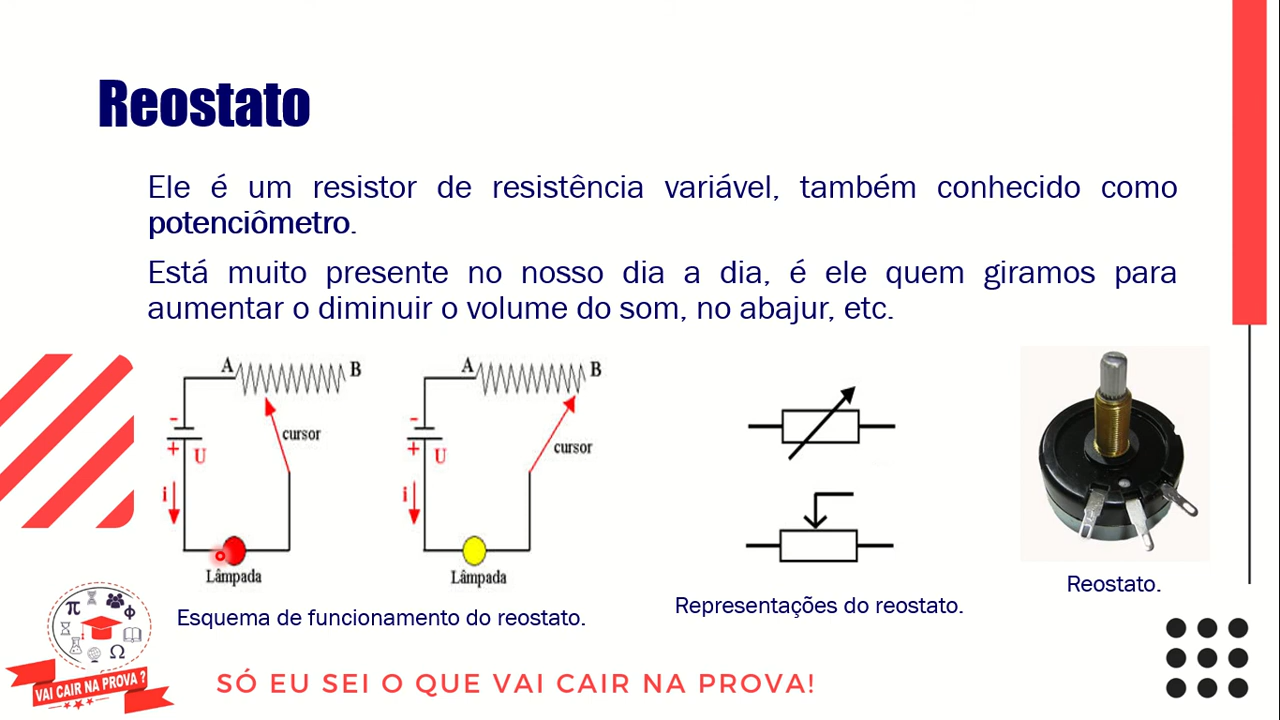 Reostato
Ele é um resistor de resistência variável, também conhecido como
potenciômetro.
Está muito presente no nosso dia a dia, é ele quem giramos para
aumentar o diminuir o volume do som, no abajur, etc.
A B
cursor
-
+ U
i
Lâmpada
A B
cursor
-
+ U
i
Lâmpada
Esquema de funcionamento do reostato.
Representações do reostato.
Reostato.
π Φ Ω
VAI CAIR NA PROVA ?
SÓ EU SEI O QUE VAI CAIR NA PROVA!